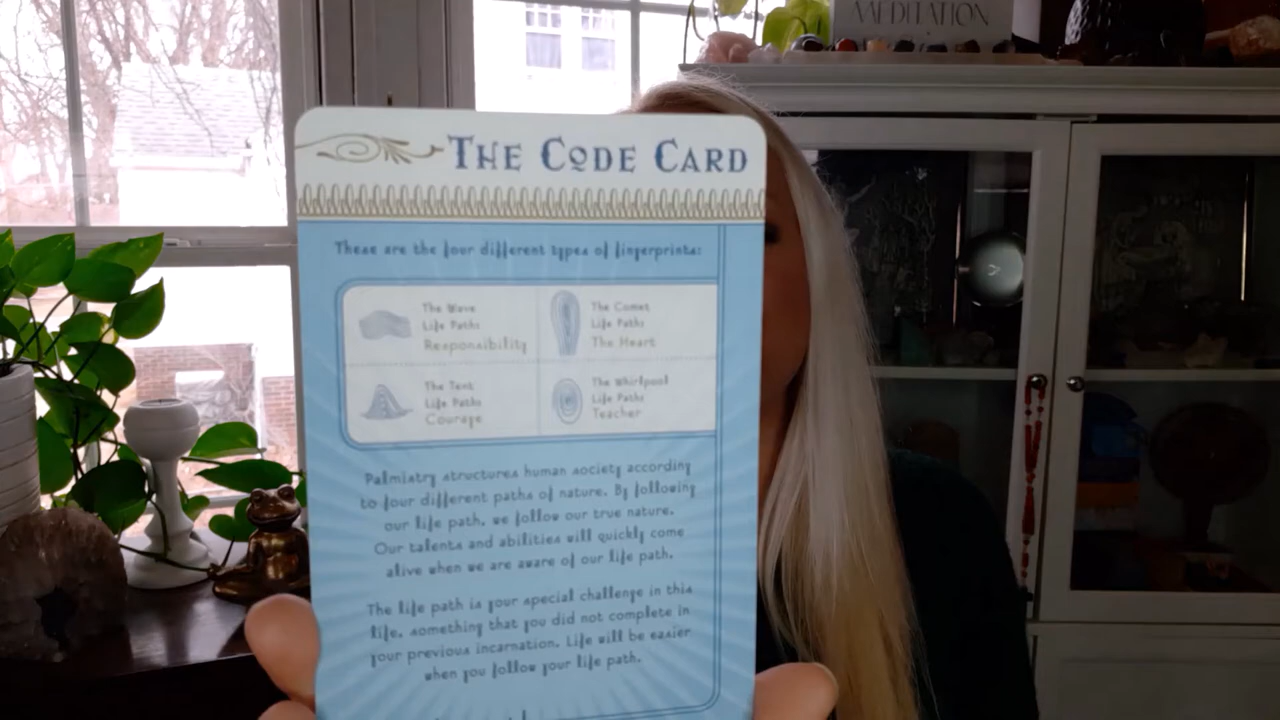 MEDITATION
THE CODE CARD
These are the four different types of fingerprints:
The Wave
Life Paths
Responsibility
The Comet
Life Paths
The Heart
The Tent
Life Paths
Courage
The Whirlpool
Life Paths
Teacher
Palmistry structures human society according
to four different paths of nature. By following
our life path, we follow our true nature.
Our talents and abilities will quickly come
alive when we are aware of our life path.
The life path is your special challenge in this
life, something that you did not complete in
your previous incarnation. Life will be easier
when you follow your life path.